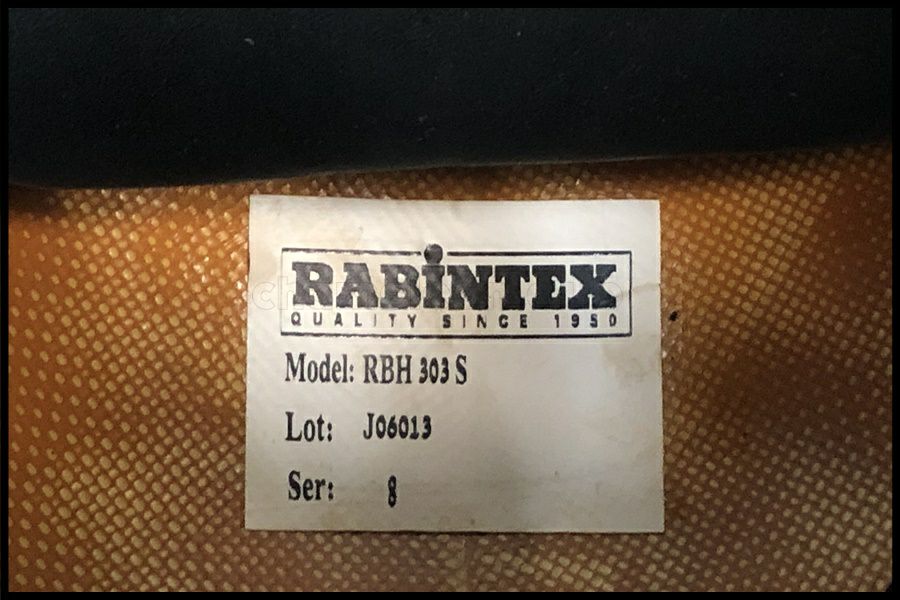 RABINTEX
QUALITY SINCE 1950
Model: RBH 303 S
Lot: J06013
Ser: 8